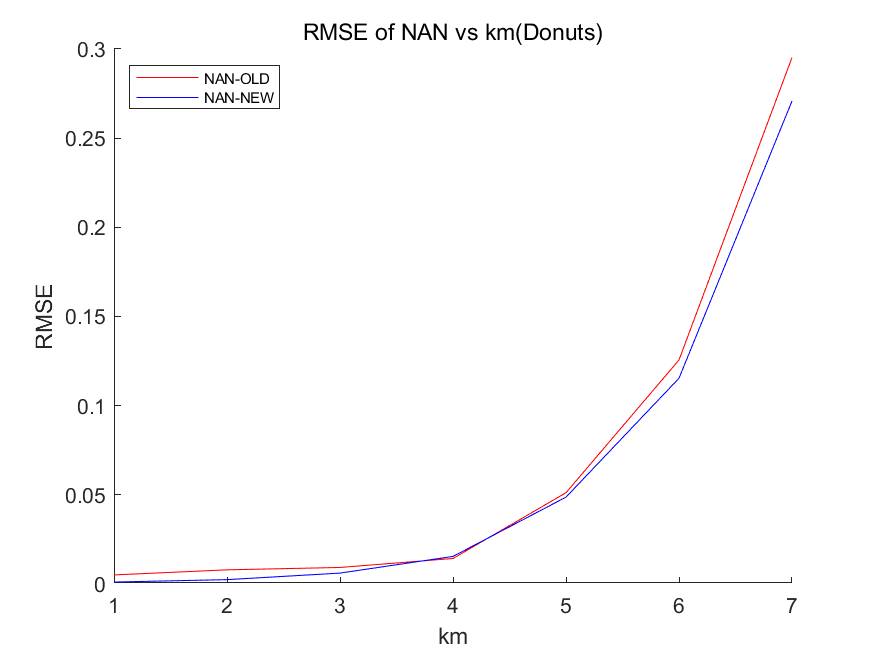 RMSE of NAN vs km(Donuts)
0.3
NAN-OLD
NAN-NEW
0.25
0.2
0.15
RMSE
0.1
0.05
0
1 2 3 4 5 6 7
km